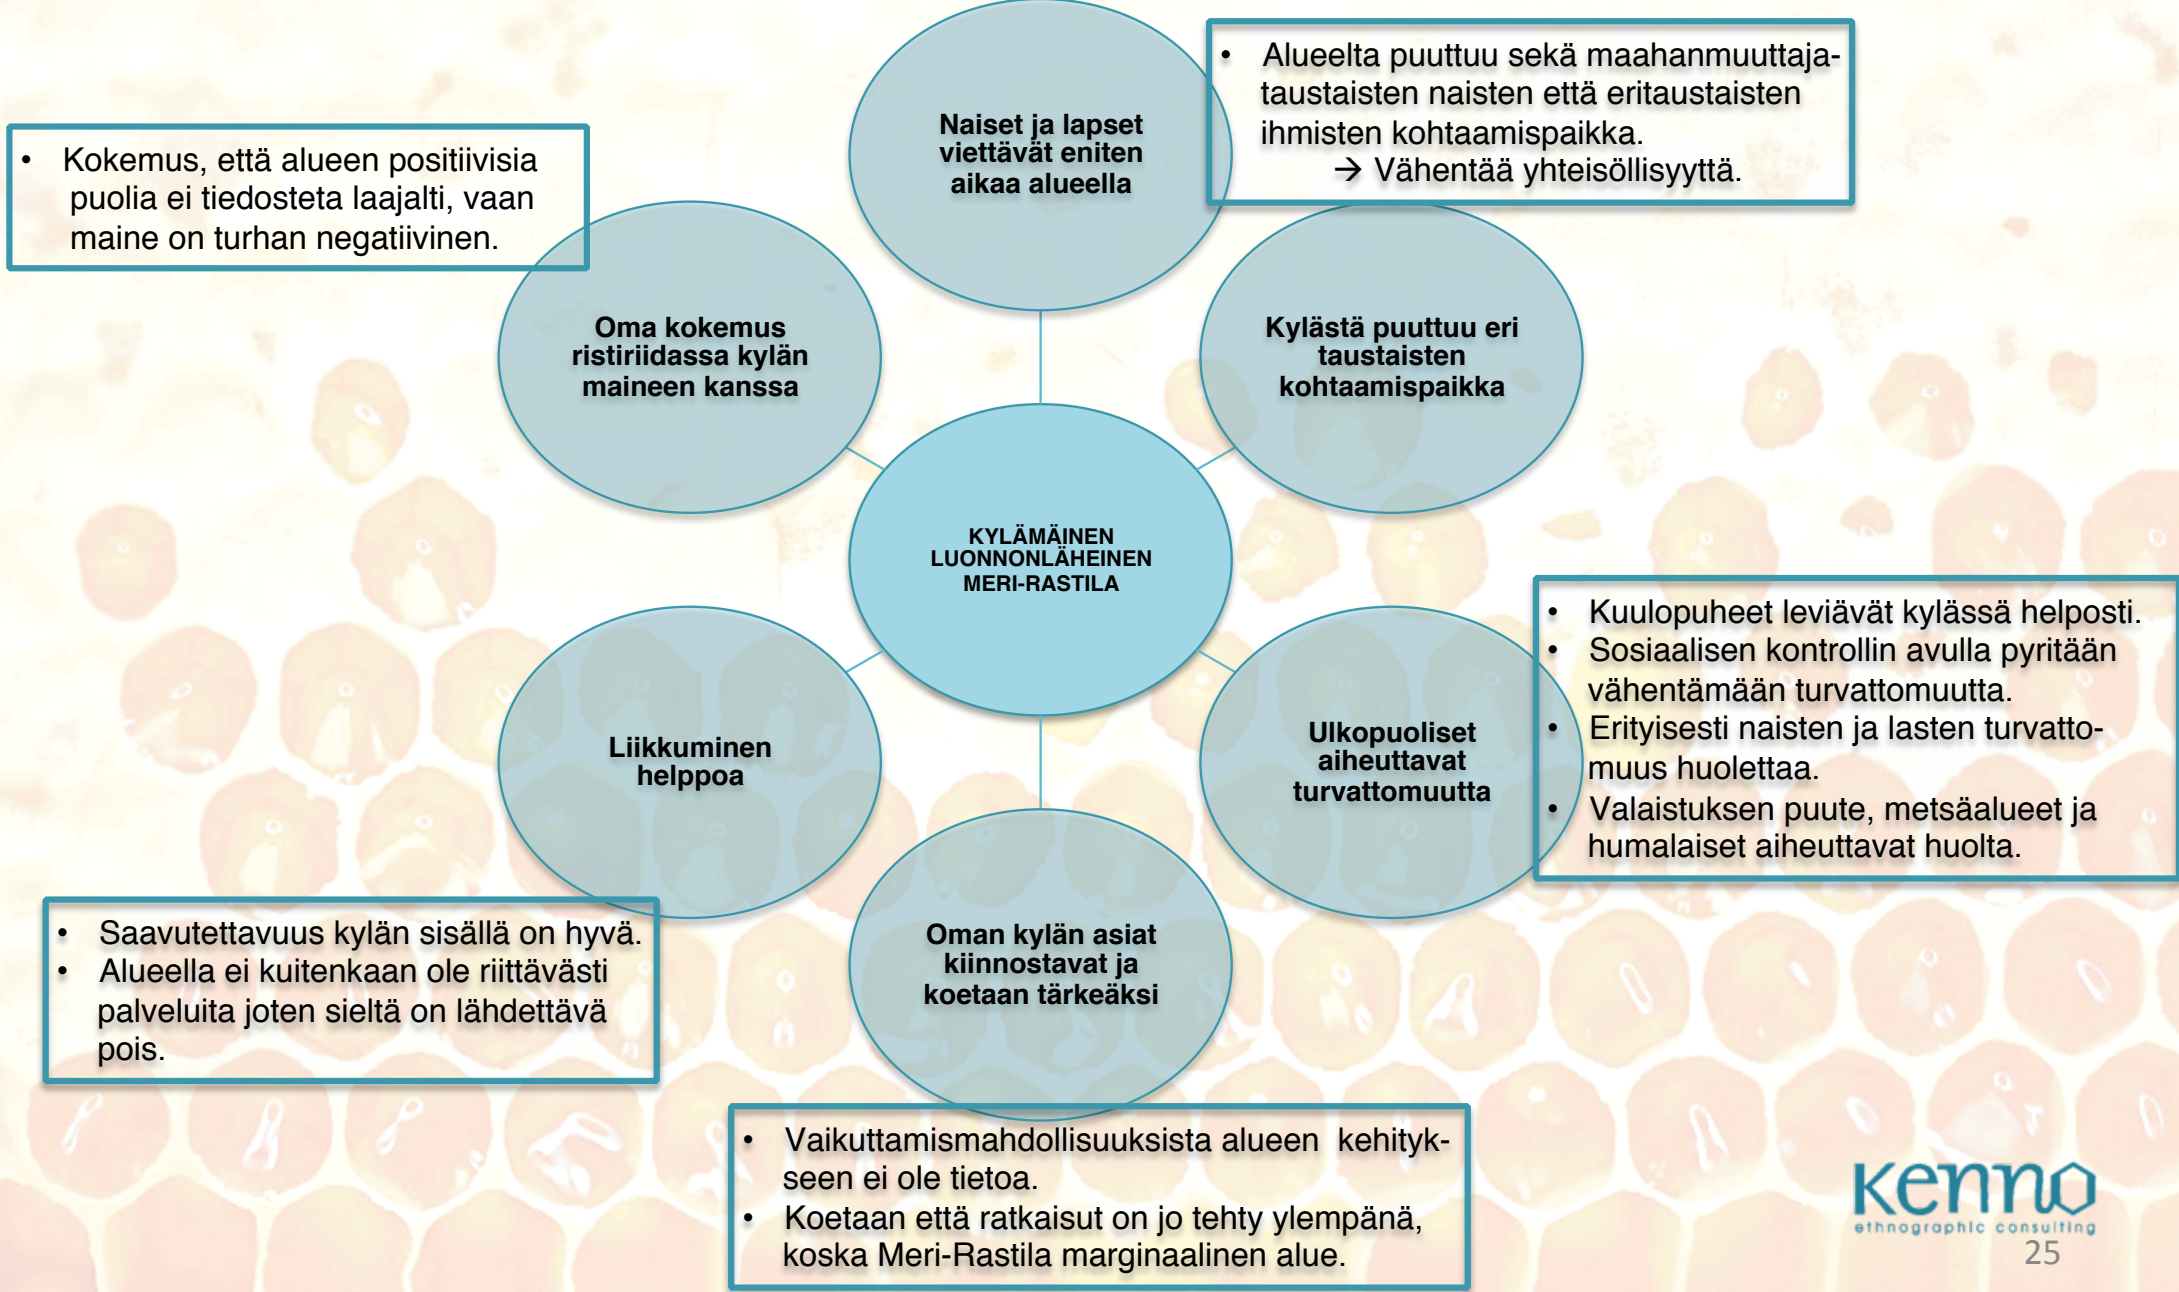 Naiset ja lapset
viettävät eniten
aikaa alueella
• Alueelta puuttuu sekä maahanmuuttaja-
taustaisten naisten että eritaustaisten
ihmisten kohtaamispaikka.
→ Vähentää yhteisöllisyyttä.
• Kokemus, että alueen positiivisia
puolia ei tiedosteta laajalti, vaan
maine on turhan negatiivinen.
Oma kokemus
ristiriidassa kylän
maineen kanssa
Kylästä puuttuu eri
taustaisten
kohtaamispaikka
KYLÄMÄINEN
LUONNONLÄHEINEN
MERI-RASTILA
• Kuulopuheet leviävät kylässä helposti.
• Sosiaalisen kontrollin avulla pyritään
vähentämään turvattomuutta.
• Erityisesti naisten ja lasten turvatto-
muus huolettaa.
• Valaistuksen puute, metsäalueet ja
humalaiset aiheuttavat huolta.
Liikkuminen
helppoa
Ulkopuoliset
aiheuttavat
turvattomuutta
• Saavutettavuus kylän sisällä on hyvä.
• Alueella ei kuitenkaan ole riittävästi
palveluita joten sieltä on lähdettävä
pois.
Oman kylän asiat
kiinnostavat ja
koetaan tärkeäksi
• Vaikuttamismahdollisuuksista alueen kehityk-
seen ei ole tietoa.
• Koetaan että ratkaisut on jo tehty ylempänä,
koska Meri-Rastila marginaalinen alue.
kenno
ethnographic consulting
25